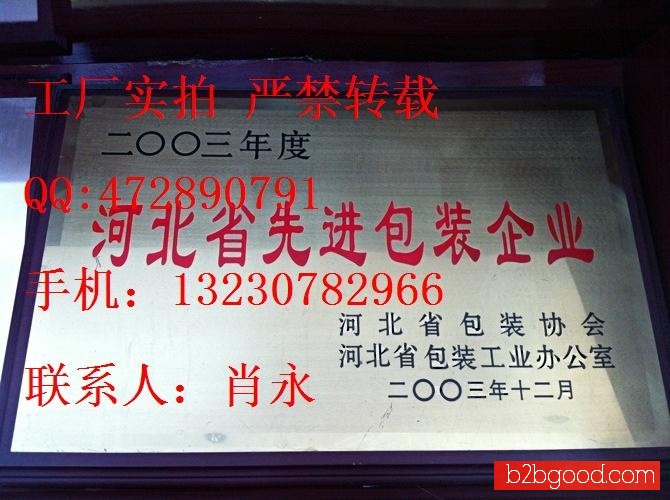 工厂实拍 严禁转载
二〇〇三年度
QQ:472890791
河北省先进包装企业
手机：13230782966
河北省包装协会
河北省包装工业办公室
联系人：肖永
二〇〇三年十二月
b2bgood.com